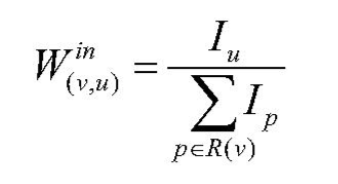 W^{in}_{(v,u)} = \frac{I_u}{\sum_{p \in R(v)} I_p}